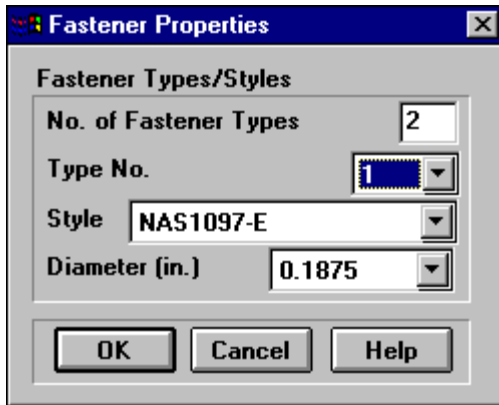 Fastener Properties
Fastener Types/Styles
No. of Fastener Types 2
Type No. 1
Style NAS1097-E
Diameter (in.) 0.1875
OK Cancel Help